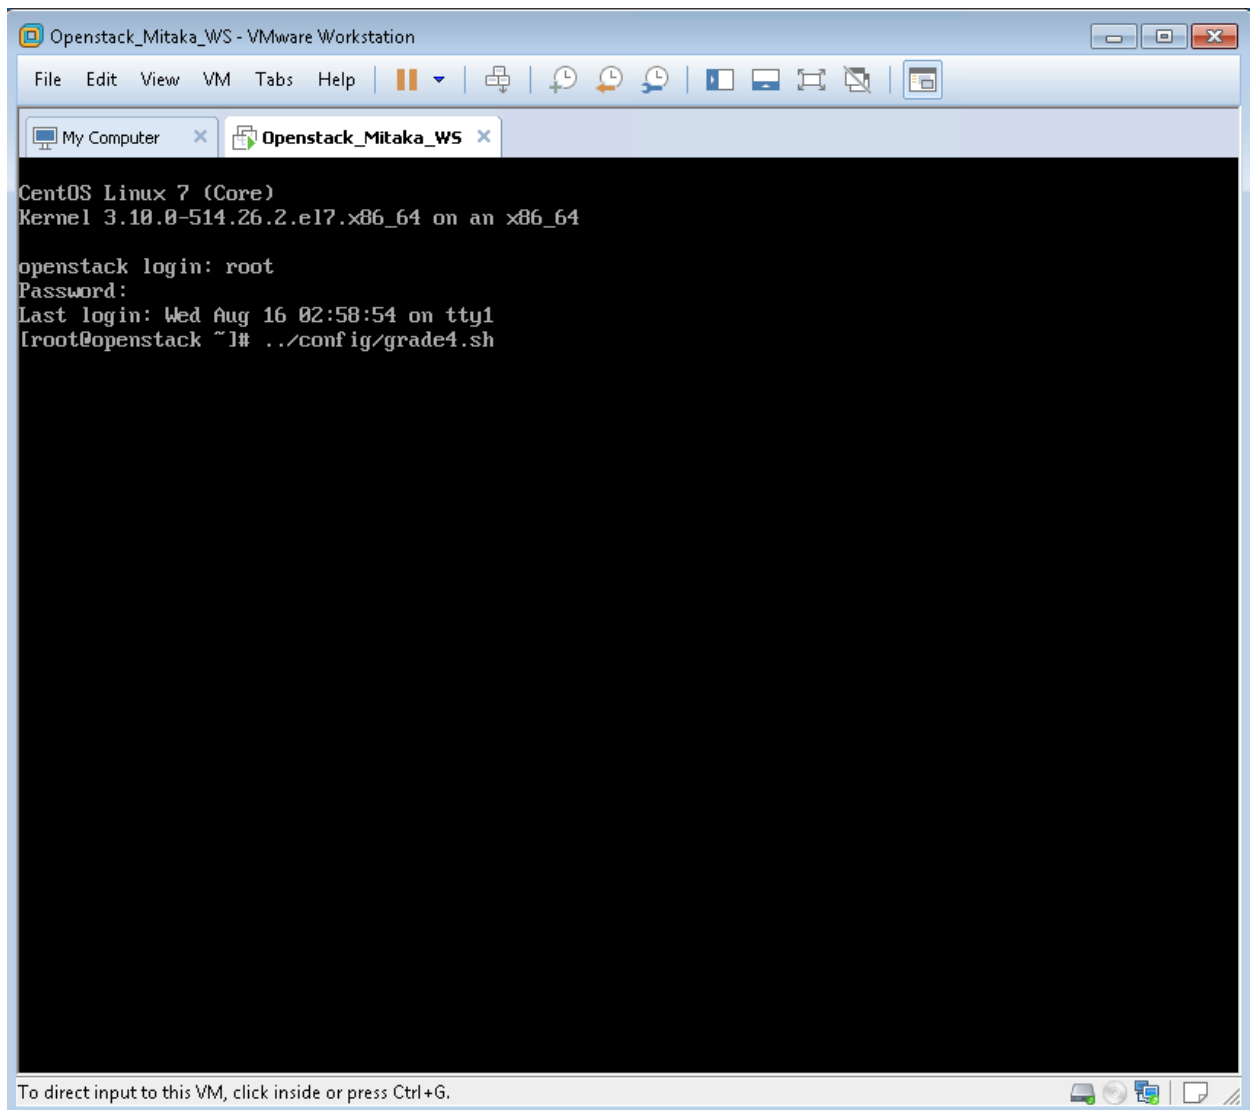 Openstack_Mitaka_WS - VMware Workstation
File Edit View VM Tabs Help
My Computer Openstack_Mitaka_WS
CentOS Linux 7 (Core)
Kernel 3.10.0-514.26.2.el7.x86_64 on an x86_64
openstack login: root
Password:
Last login: Wed Aug 16 02:58:54 on tty1
[root@openstack ~]# ../config/grade4.sh
To direct input to this VM, click inside or press Ctrl+G.